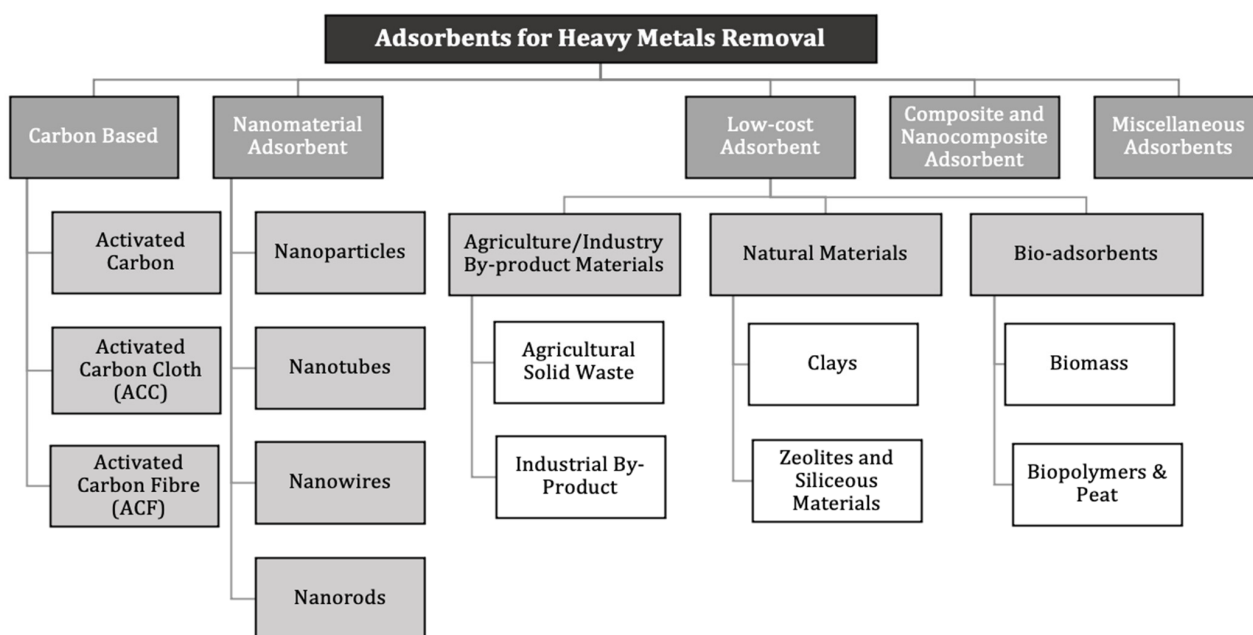 Adsorbents for Heavy Metals Removal
Carbon Based
Nanomaterial
Adsorbent
Low-cost
Adsorbent
Composite and
Nanocomposite
Adsorbent
Miscellaneous
Adsorbents
Activated
Carbon
Activated
Carbon Cloth
(ACC)
Activated
Carbon Fibre
(ACF)
Nanoparticles
Nanotubes
Nanowires
Nanorods
Agriculture/Industry
By-product Materials
Agricultural
Solid Waste
Industrial By-
Product
Natural Materials
Clays
Zeolites and
Siliceous
Materials
Bio-adsorbents
Biomass
Biopolymers &
Peat